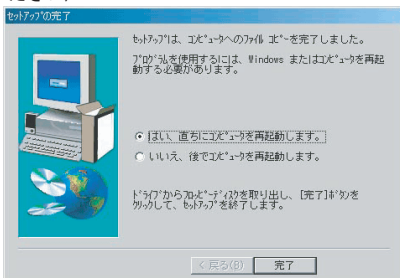 ｾｯﾄｱｯﾌﾟの完了
ｾｯﾄｱｯﾌﾟは、ｺﾝﾋﾟｭｰﾀへのﾌｧｲﾙ ｺﾋﾟｰを完了しました。
ﾌﾟﾛｸﾞﾗﾑを使用するには、Windows またはｺﾝﾋﾟｭｰﾀを再起
動する必要があります。
はい、直ちにｺﾝﾋﾟｭｰﾀを再起動します。
いいえ、後でｺﾝﾋﾟｭｰﾀを再起動します。
ﾄﾞﾗｲﾌﾞからﾌﾛｯﾋﾟｰﾃﾞｨｽｸを取り出し、[完了]ﾎﾞﾀﾝを
ｸﾘｯｸして、ｾｯﾄｱｯﾌﾟを終了します。
< 戻る(B)
完了